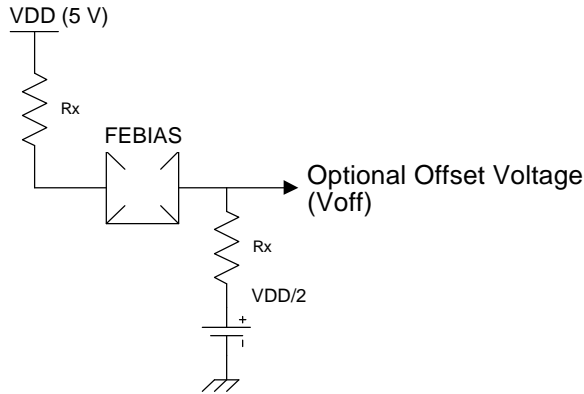 VDD (5 V)
Rx
FEBIAS
Optional Offset Voltage
(Voff)
Rx
VDD/2
+
-